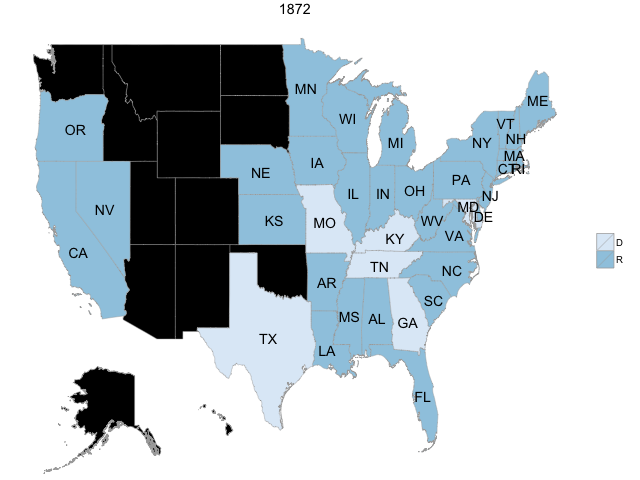 1872
MN
ME
OR
WI
VT
NH
MI
NY
MA
IA
CT
RI
NE
PA
IL
IN
OH
NJ
NV
MD
DE
KS
MO
WV
VA
KY
CA
TN
NC
AR
SC
MS
AL
GA
TX
LA
FL
D
R